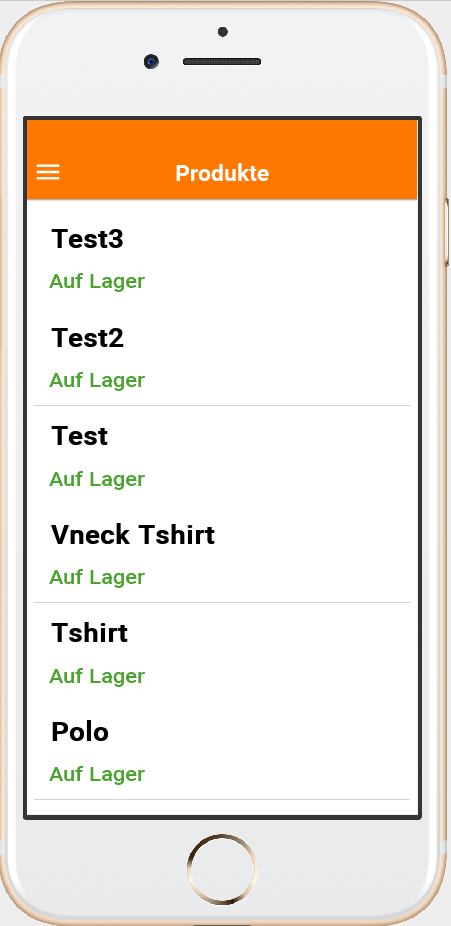 Produkte
Test3
Auf Lager
Test2
Auf Lager
Test
Auf Lager
Vneck Tshirt
Auf Lager
Tshirt
Auf Lager
Polo
Auf Lager